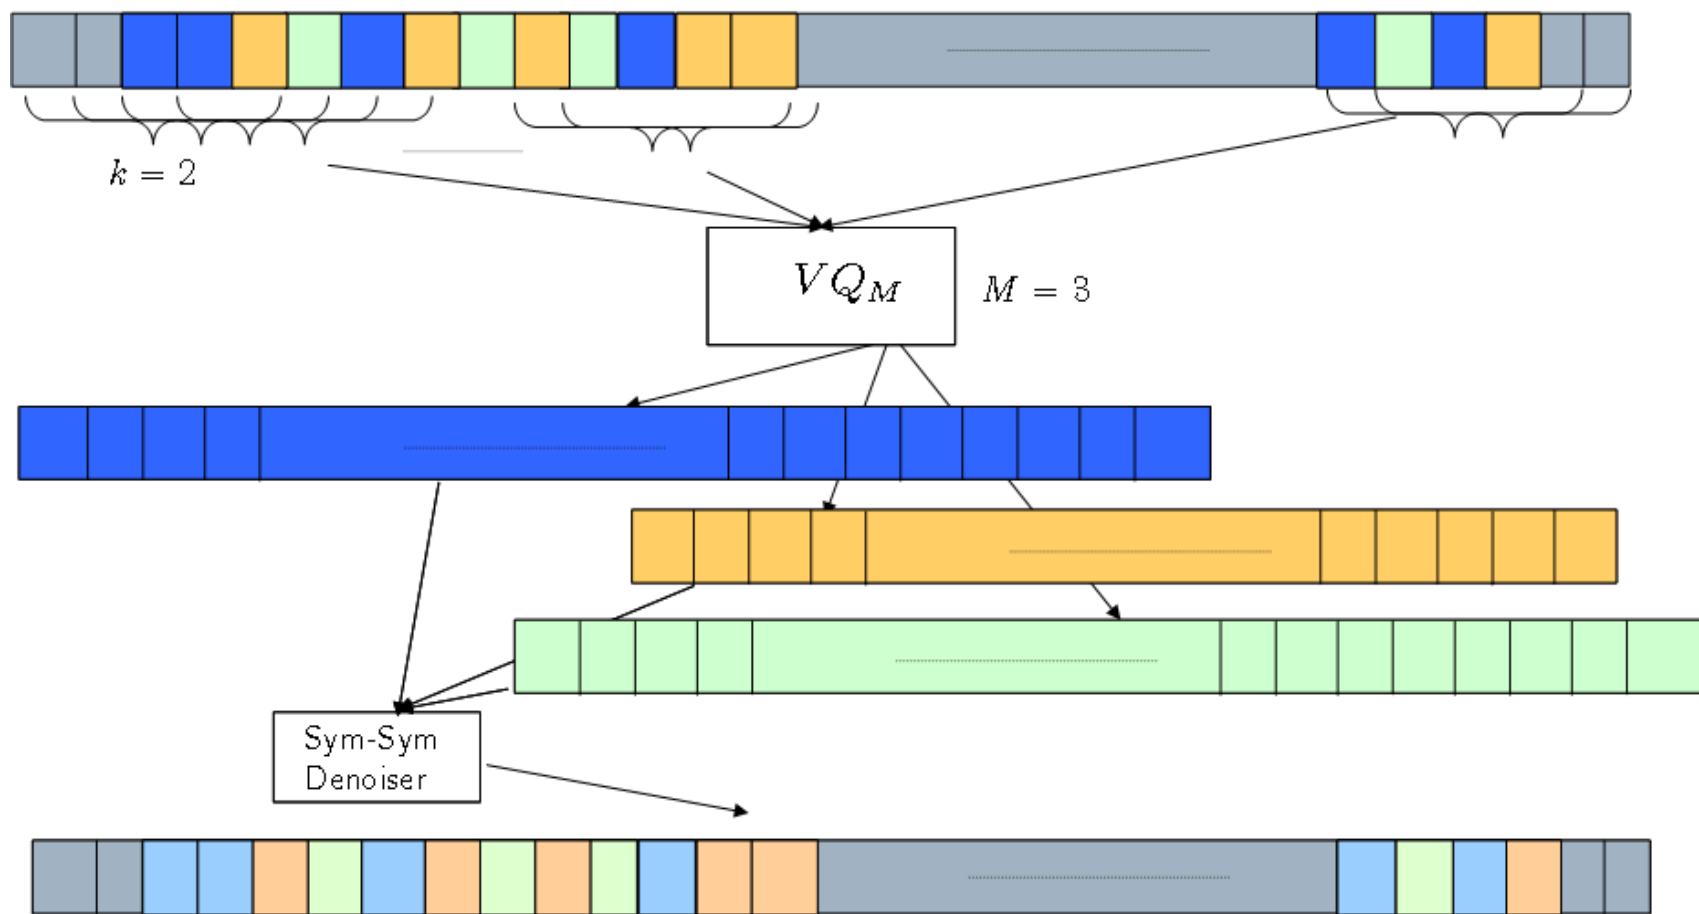 k = 2
VQ_M
M = 3
Sym-Sym
Denoiser